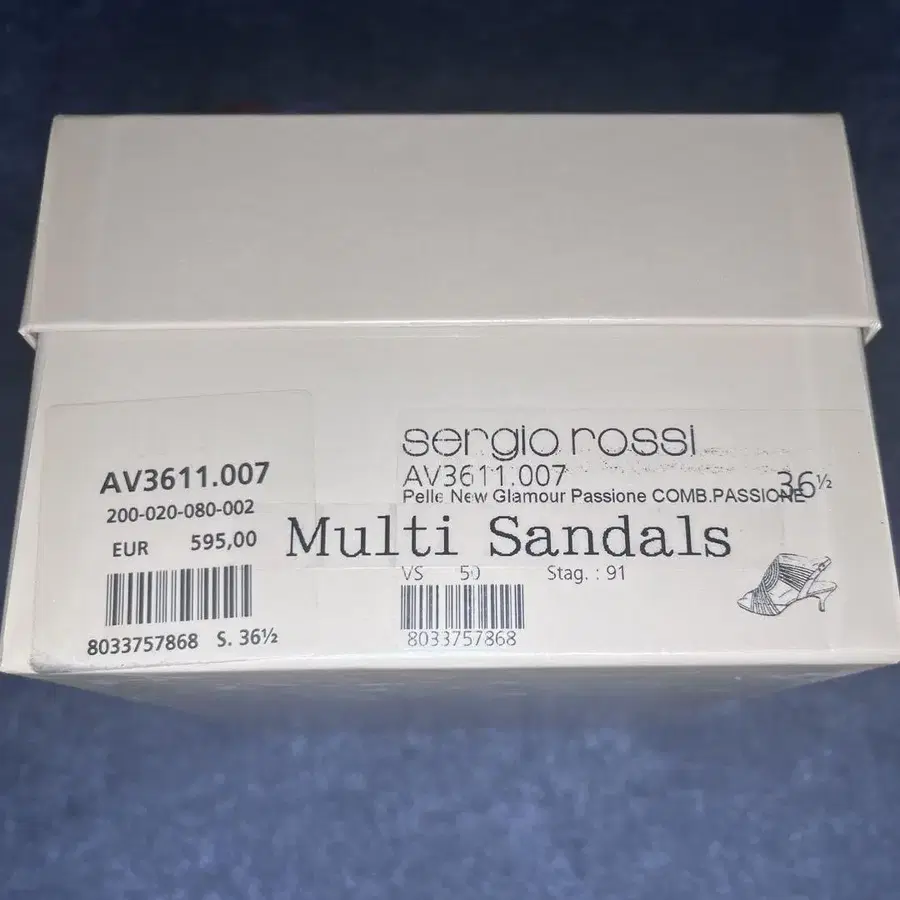 AV3611.007
200-020-080-002
EUR 595,00
8033757868 S. 36½
sergio rossi
AV3611.007
36½
Pelle New Glamour Passione COMB.PASSIONE
Multi Sandals
VS 50 Stag. : 91
8033757868